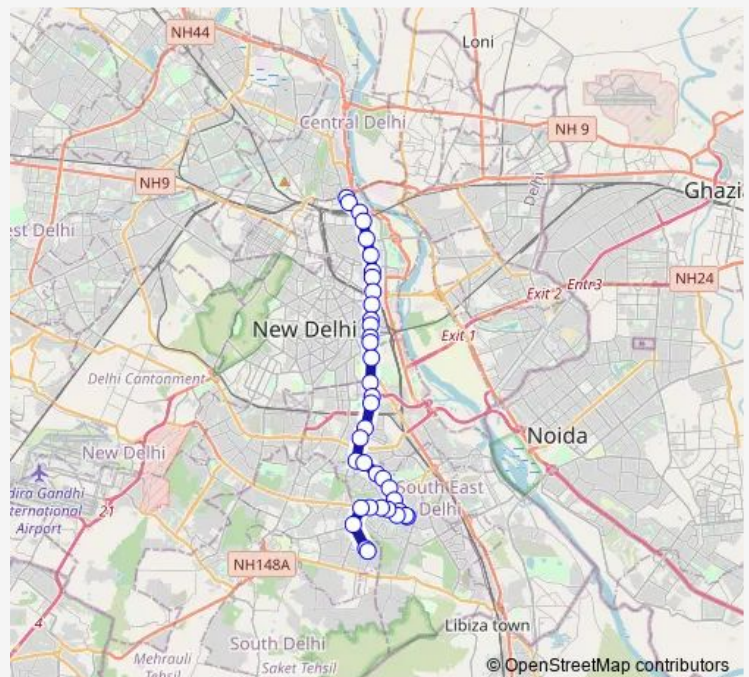 NH44
Loni
Central Delhi
NH 9
Delhi
NH9
Ghazi
est Delhi
NH24
Entr3
Exit 2
New Delhi
Exit 1
Delhi Cantonment
Noida
New Delhi
South East
Delhi
dira Gandhi
ternational
Airport
21
NH148A
4
Libiza town
South Delhi
Mehrauli
Tehsil
Saket Tehsil
© OpenStreetMap contributors